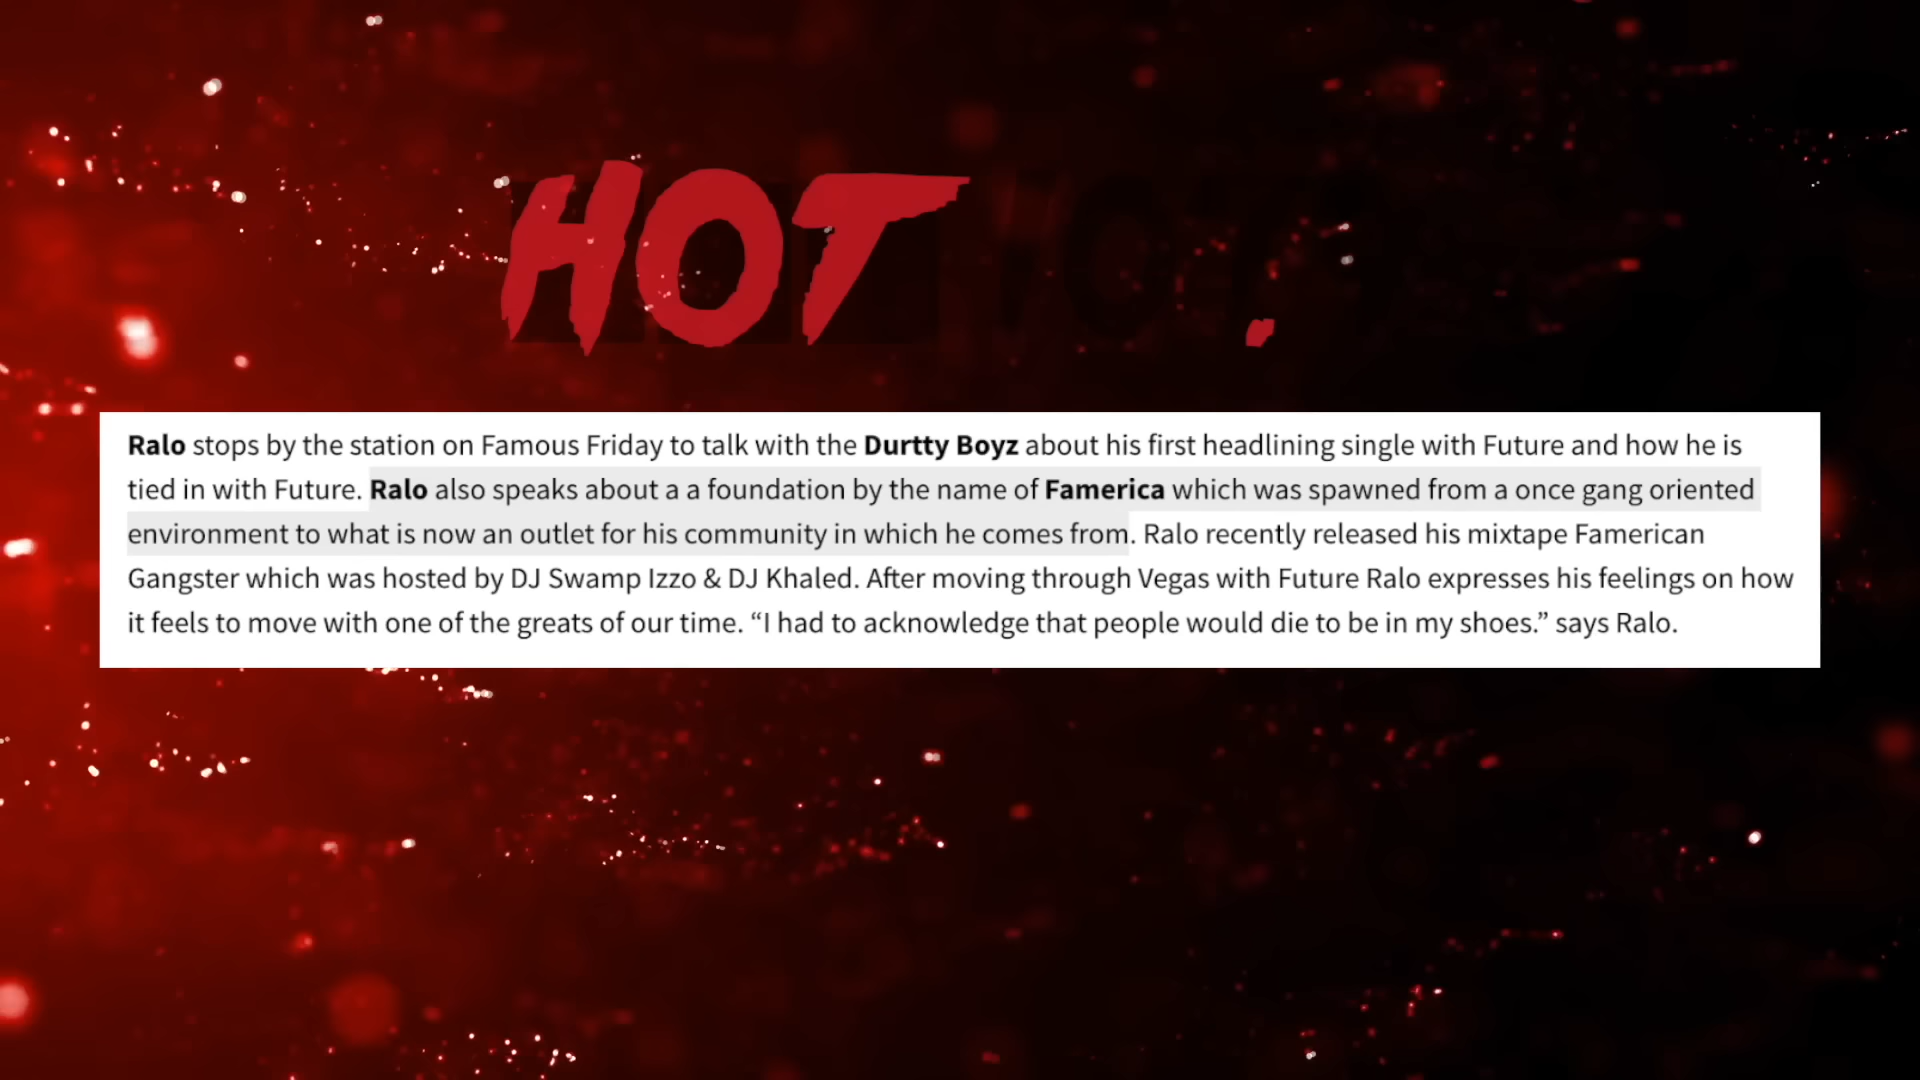 HOT .
Ralo stops by the station on Famous Friday to talk with the Durtty Boyz about his first headlining single with Future and how he is
tied in with Future. Ralo also speaks about a a foundation by the name of Famerica which was spawned from a once gang oriented
environment to what is now an outlet for his community in which he comes from. Ralo recently released his mixtape Famerican
Gangster which was hosted by DJ Swamp Izzo & DJ Khaled. After moving through Vegas with Future Ralo expresses his feelings on how
it feels to move with one of the greats of our time. “I had to acknowledge that people would die to be in my shoes.” says Ralo.